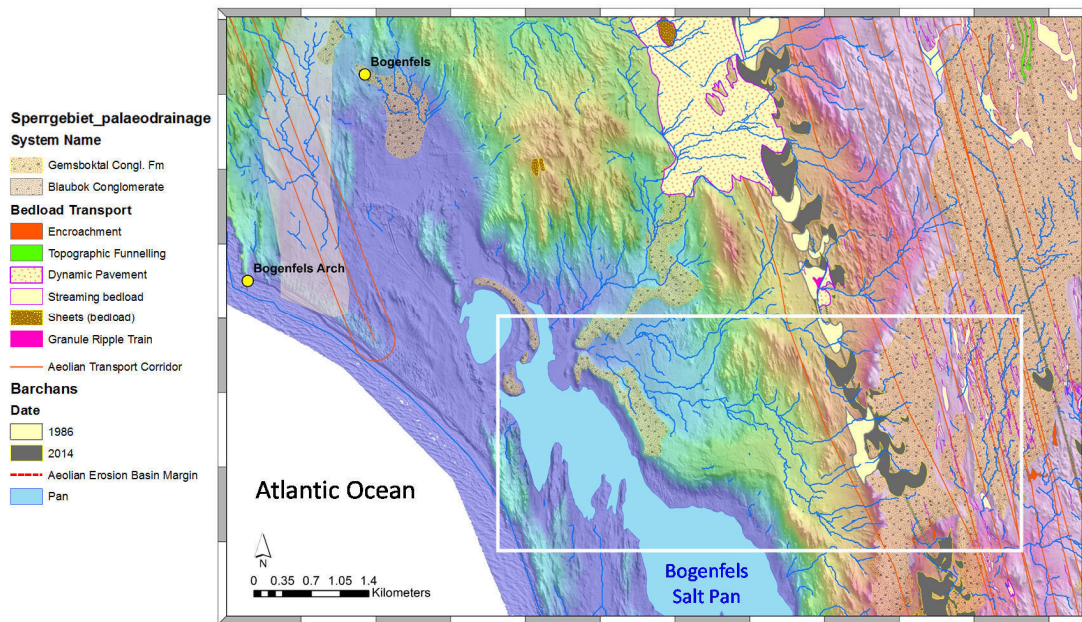 Sperrgebiet_palaeodrainage
System Name
Gemsboktal Congl. Fm
Blaubok Conglomerate
Bedload Transport
Encroachment
Topographic Funnelling
Dynamic Pavement
Streaming bedload
Sheets (bedload)
Granule Ripple Train
Aeolian Transport Corridor
Barchans
Date
1986
2014
Aeolian Erosion Basin Margin
Pan
Bogenfels
Bogenfels Arch
Atlantic Ocean
N
0 0.35 0.7 1.05 1.4
Kilometers
Bogenfels
Salt Pan